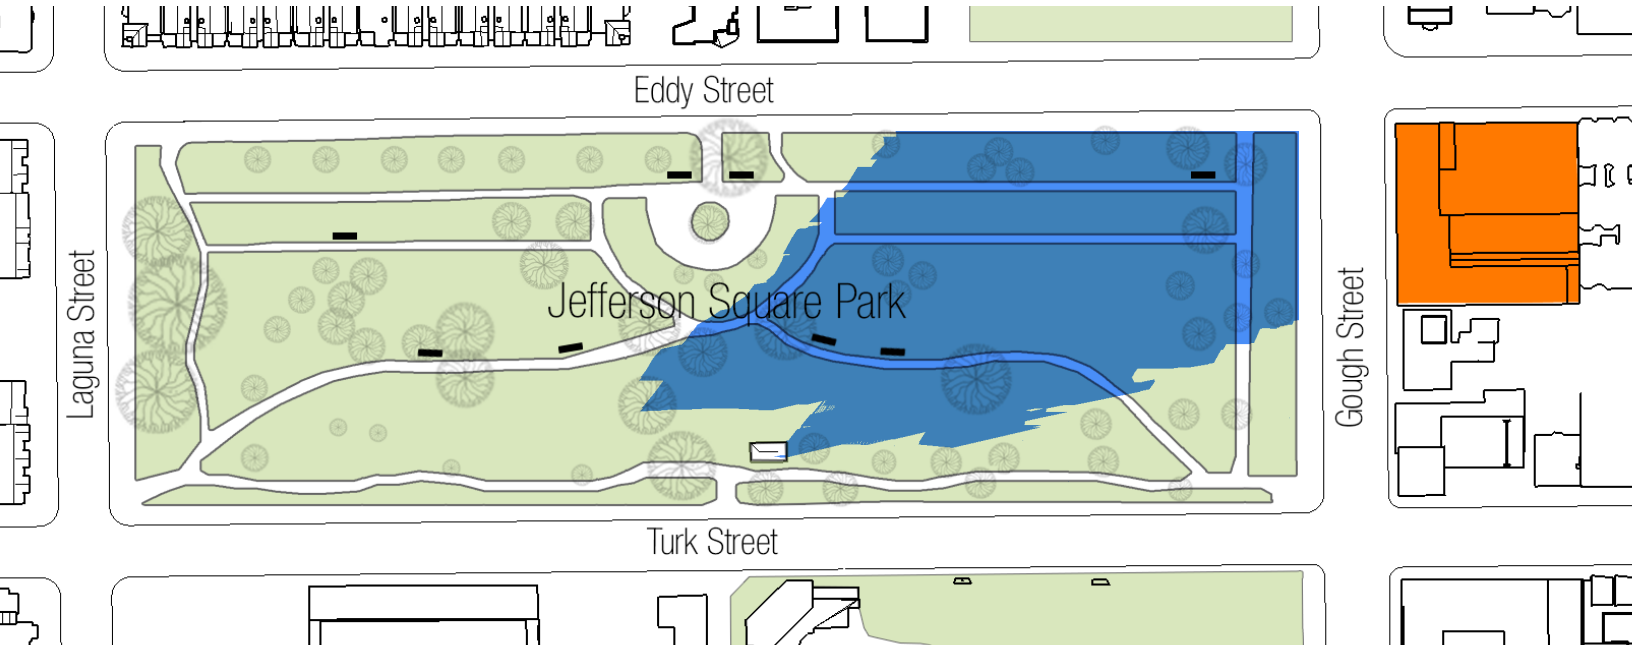 Eddy Street
Jefferson Square Park
Laguna Street
Gough Street
Turk Street